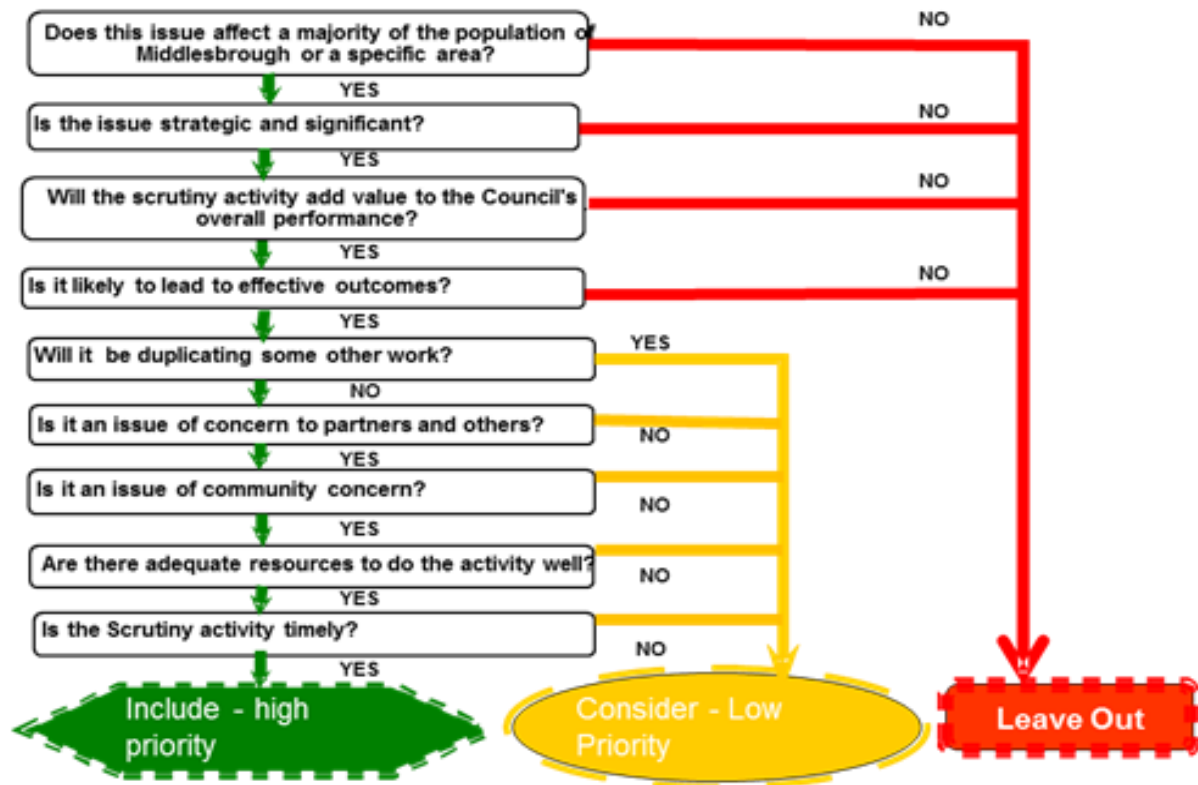 Does this issue affect a majority of the population of
Middlesbrough or a specific area?
NO
YES
Is the issue strategic and significant?
NO
YES
Will the scrutiny activity add value to the Council's
overall performance?
NO
YES
Is it likely to lead to effective outcomes?
NO
YES
Will it be duplicating some other work?
YES
NO
Is it an issue of concern to partners and others?
NO
YES
Is it an issue of community concern?
NO
YES
Are there adequate resources to do the activity well?
NO
YES
Is the Scrutiny activity timely?
NO
YES
Include - high
priority
Consider - Low
Priority
Leave Out